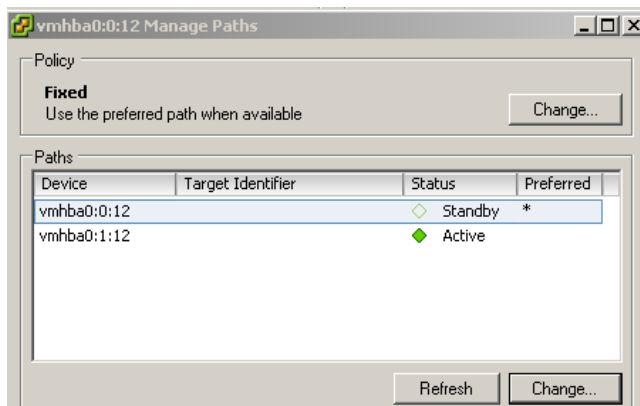 vmhba0:0:12 Manage Paths
Policy
Fixed
Use the preferred path when available
Change...
Paths
Device Target Identifier Status Preferred
vmhba0:0:12 Standby *
vmhba0:1:12 Active
Refresh Change...